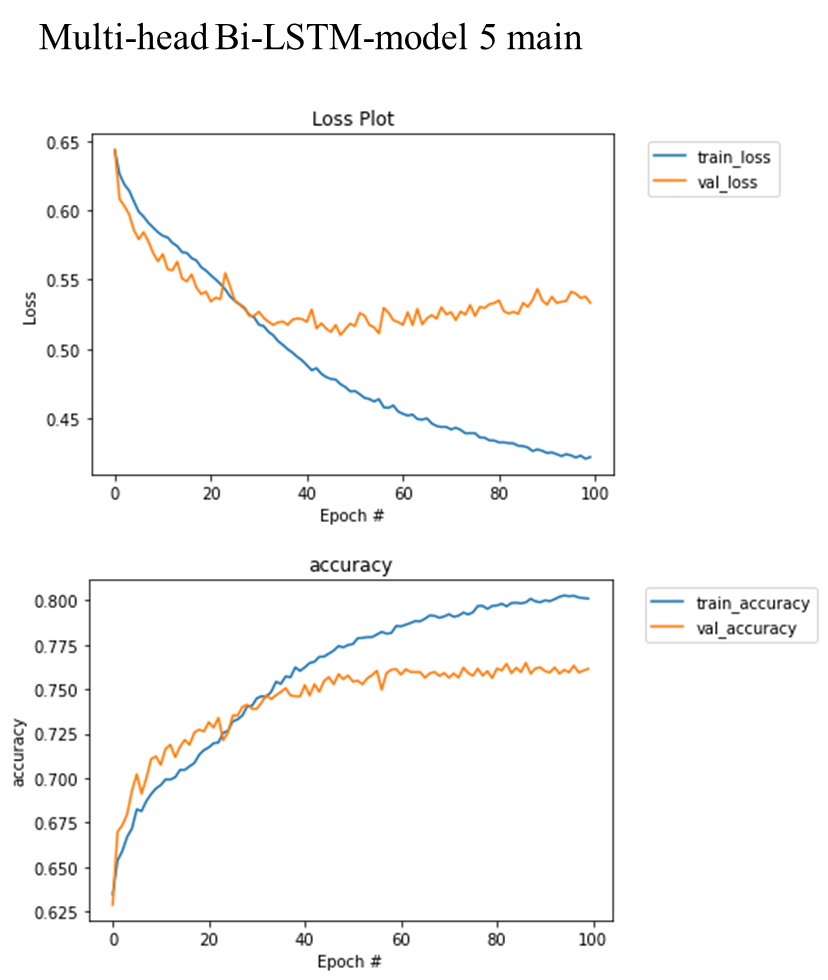 Multi-head Bi-LSTM-model 5 main
Loss Plot
0.65
0.60
0.55
0.50
0.45
Loss
0 20 40 60 80 100
Epoch #
train_loss
val_loss
accuracy
0.800
0.775
0.750
0.725
0.700
0.675
0.650
0.625
accuracy
0 20 40 60 80 100
Epoch #
train_accuracy
val_accuracy